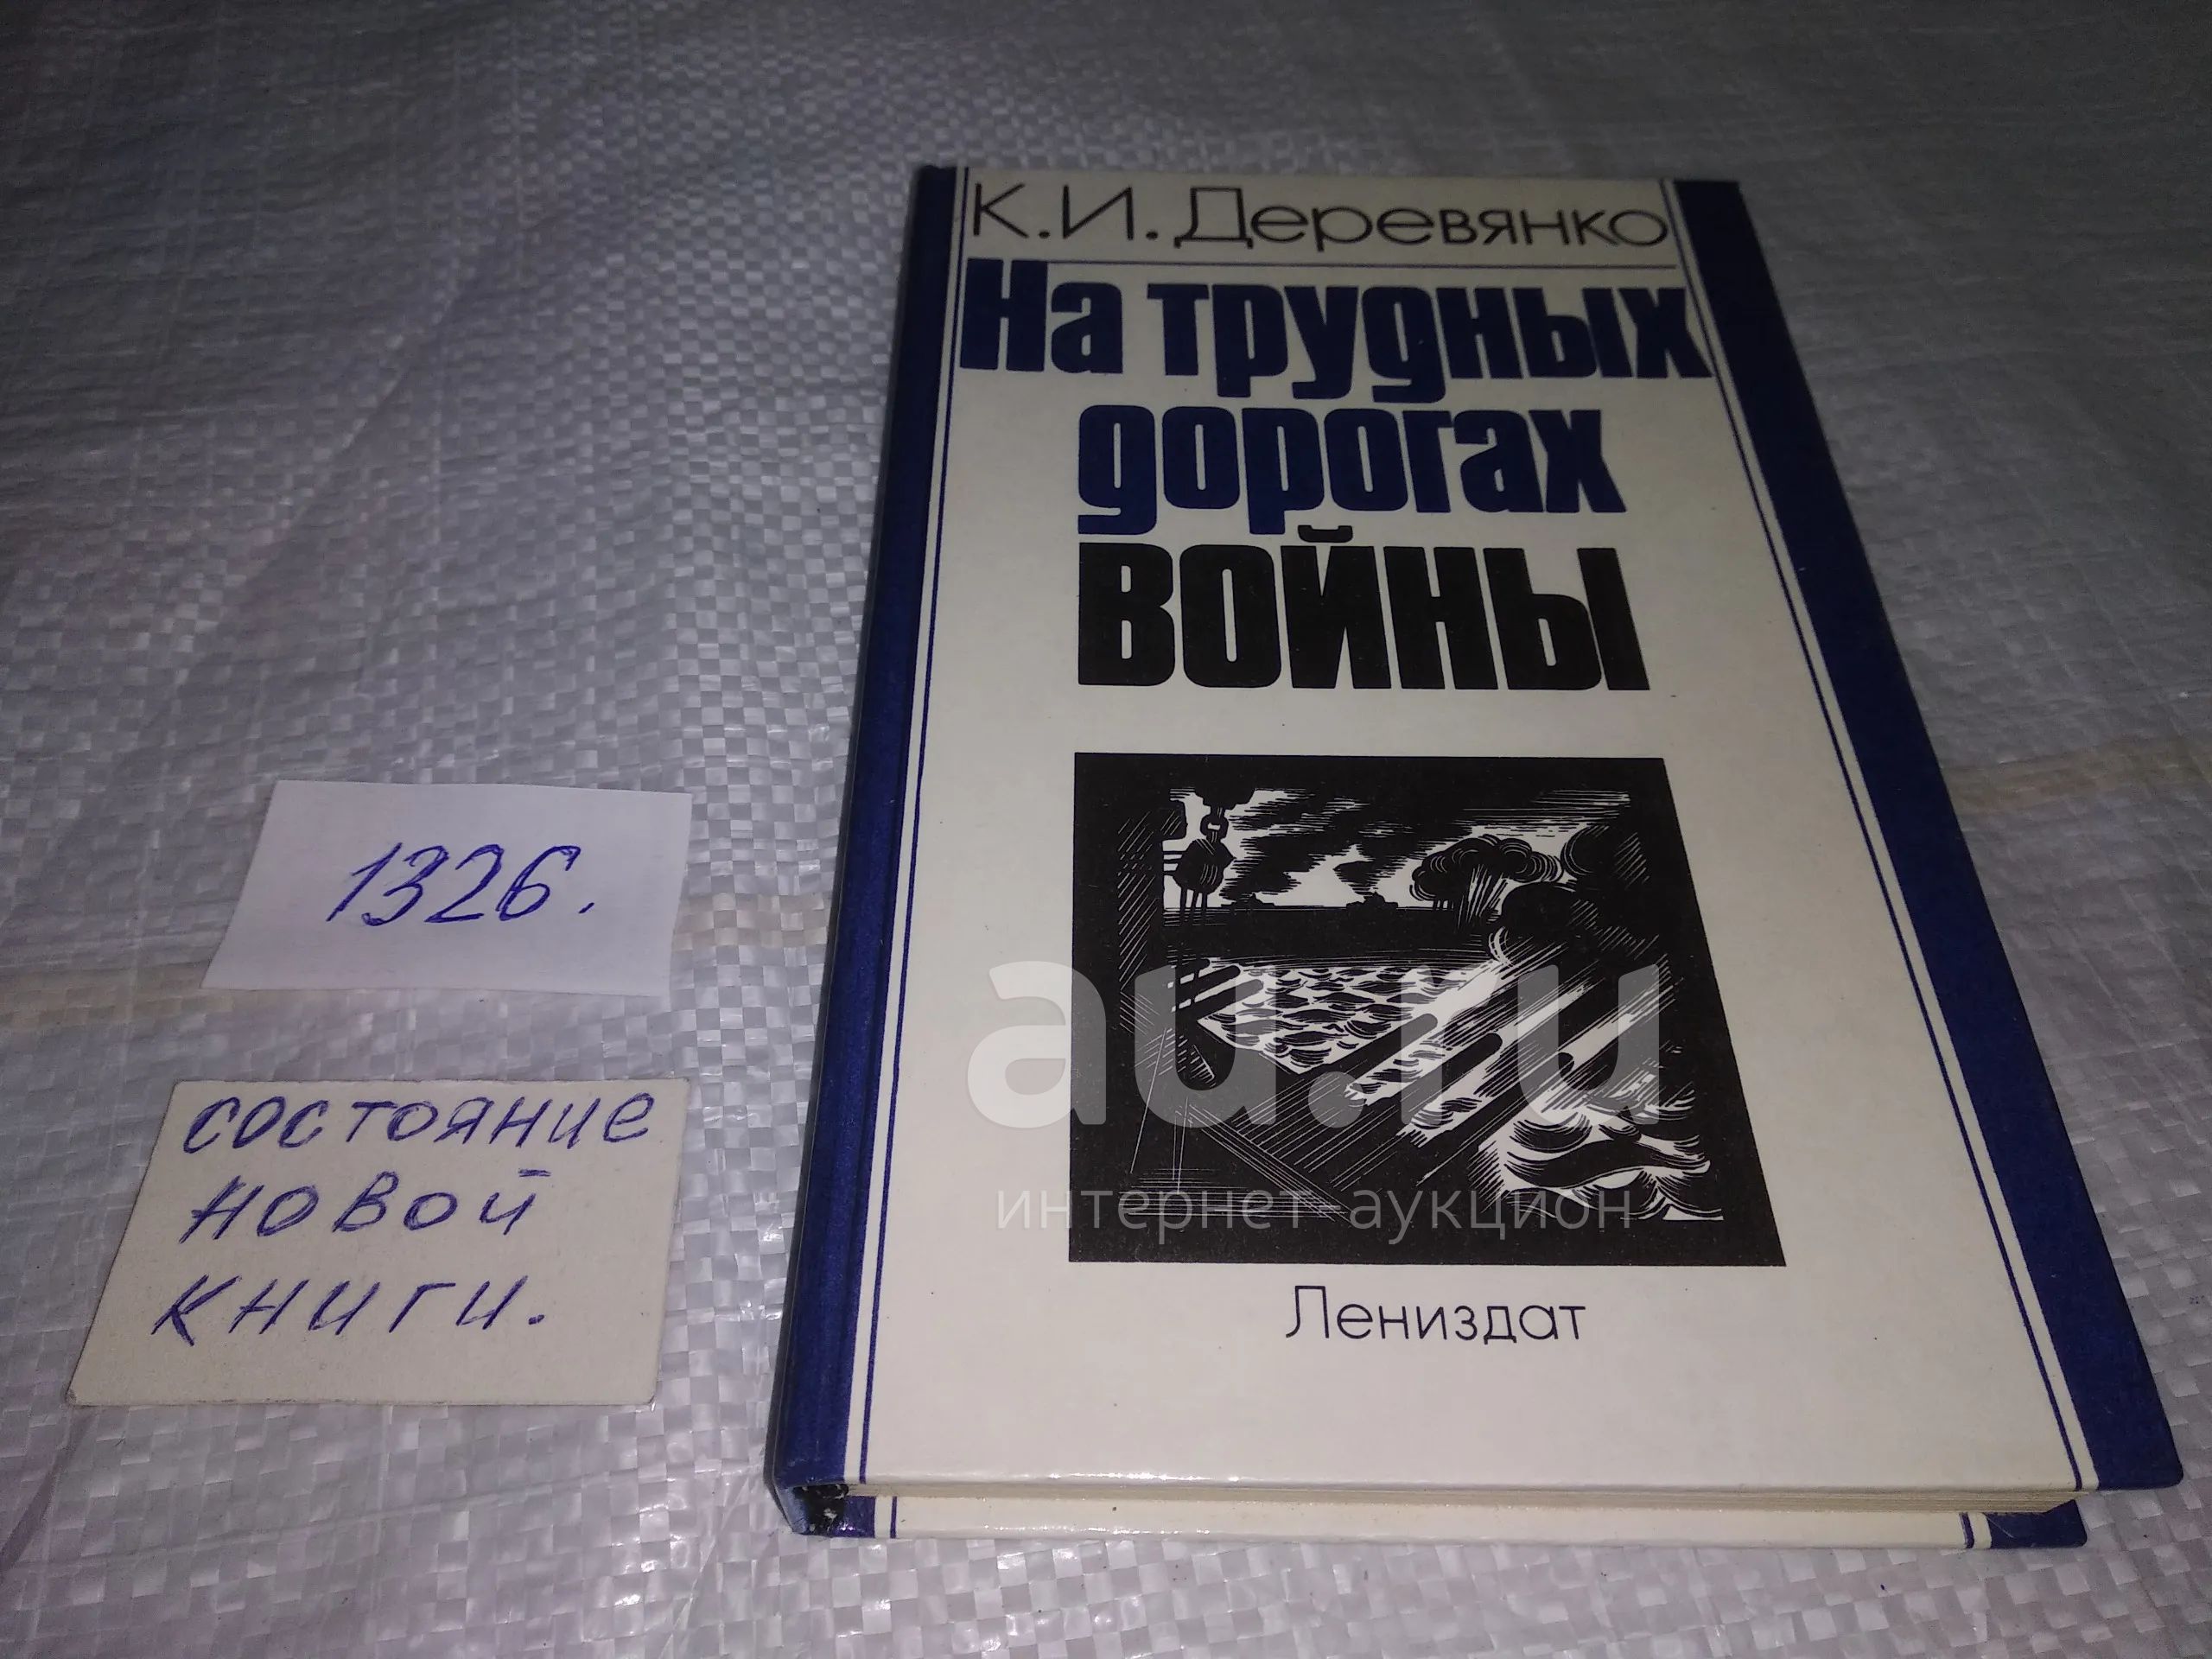 К.И. Деревянко
На трудных
дорогах
войны
1326.
au.ru
состояние
новой
книги.
интернет-аукцион
Лениздат